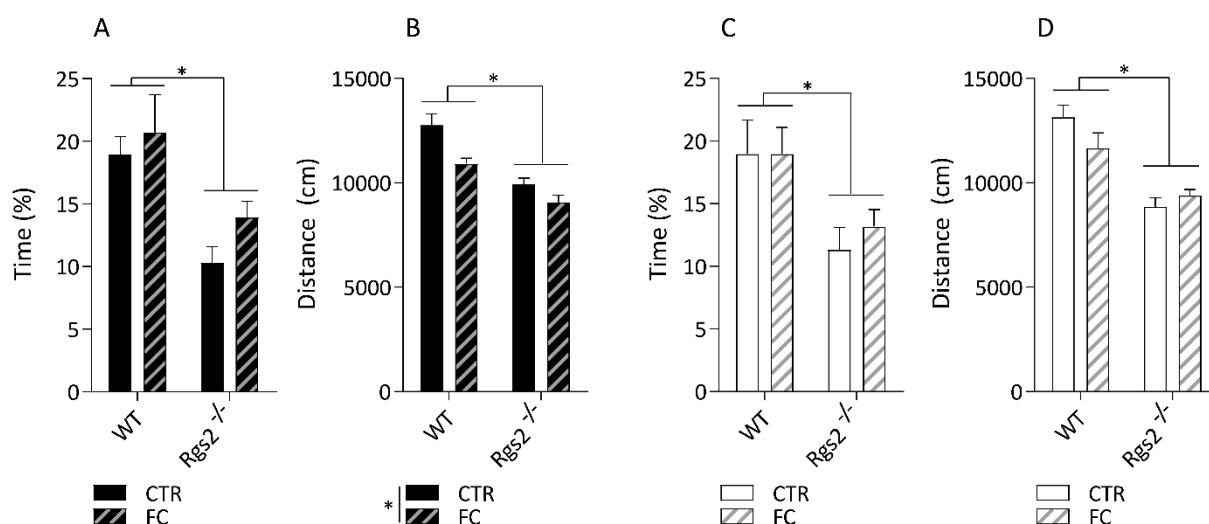 A
B
C
D
25
20
15
10
5
0
Time (%)
*
WT
Rgs2 -/-
CTR
FC
15000
10000
5000
0
Distance (cm)
*
WT
Rgs2 -/-
*
CTR
FC
25
20
15
10
5
0
Time (%)
*
WT
Rgs2 -/-
CTR
FC
15000
10000
5000
0
Distance (cm)
*
WT
Rgs2 -/-
CTR
FC